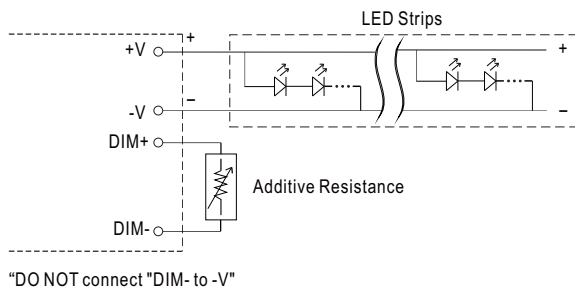 LED Strips
+
+V
+
-V
–
–
DIM+
Additive Resistance
DIM-
“DO NOT connect "DIM- to -V"